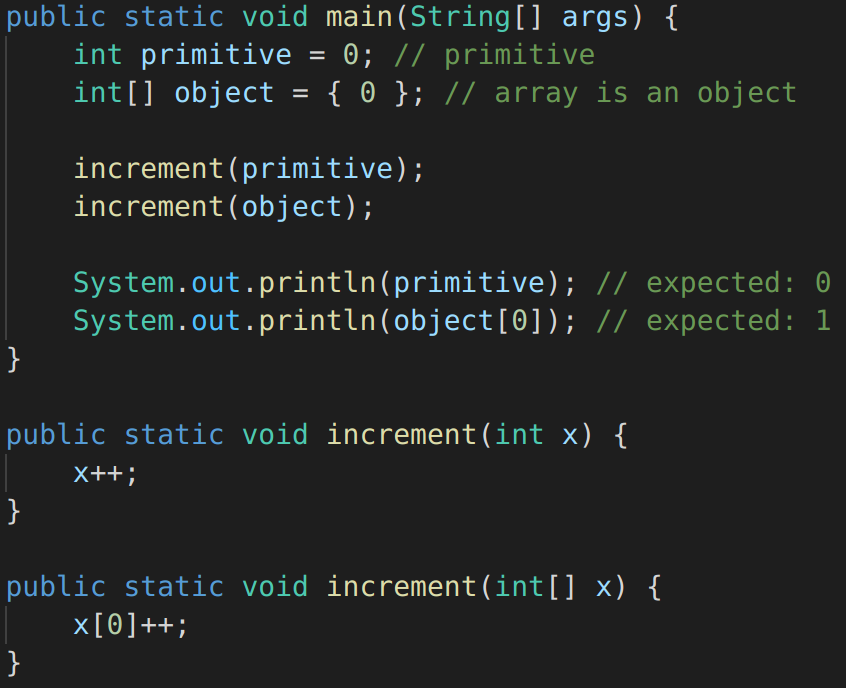 public static void main(String[] args) {
    int primitive = 0; // primitive
    int[] object = { 0 }; // array is an object
    increment(primitive);
    increment(object);
    System.out.println(primitive); // expected: 0
    System.out.println(object[0]); // expected: 1
}
public static void increment(int x) {
    x++;
}
public static void increment(int[] x) {
    x[0]++;
}